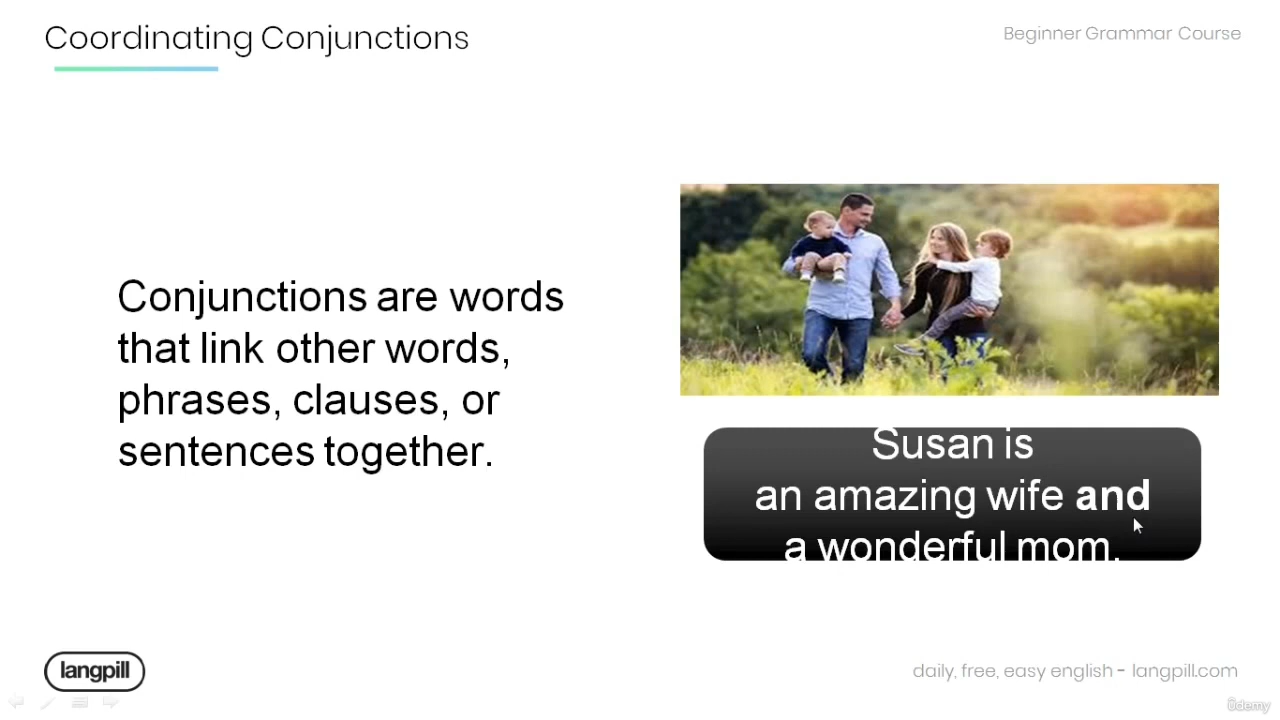 Coordinating Conjunctions
Beginner Grammar Course
Conjunctions are words
that link other words,
phrases, clauses, or
sentences together.
Susan is
an amazing wife and
a wonderful mom.
langpill
daily, free, easy english - langpill.com
ûdemy